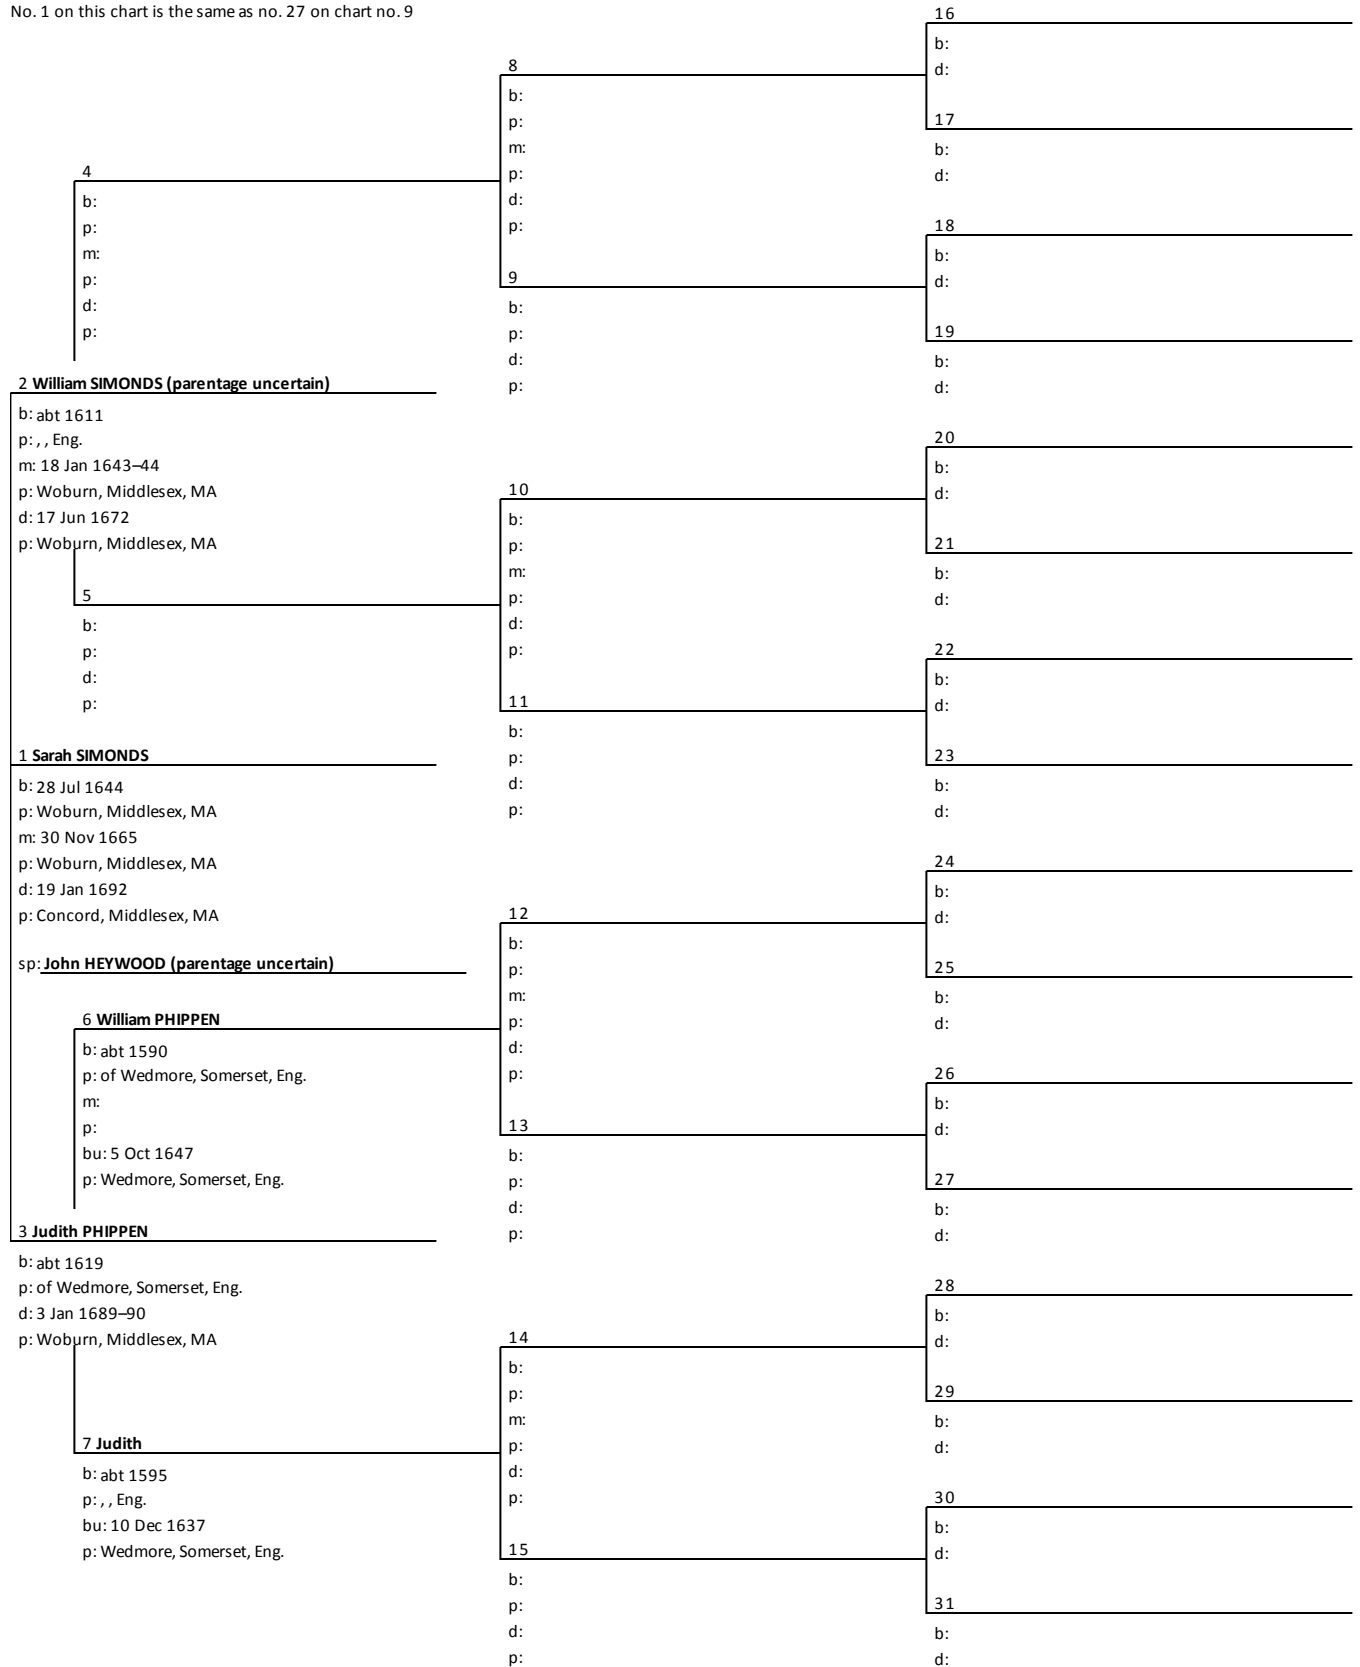 No. 1 on this chart is the same as no. 27 on chart no. 9
4
b:
p:
m:
p:
d:
p:
2 William SIMONDS (parentage uncertain)
b: abt 1611
p: , , Eng.
m: 18 Jan 1643–44
p: Woburn, Middlesex, MA
d: 17 Jun 1672
p: Woburn, Middlesex, MA
5
b:
p:
d:
p:
1 Sarah SIMONDS
b: 28 Jul 1644
p: Woburn, Middlesex, MA
m: 30 Nov 1665
p: Woburn, Middlesex, MA
d: 19 Jan 1692
p: Concord, Middlesex, MA
sp: John HEYWOOD (parentage uncertain)
6 William PHIPPEN
b: abt 1590
p: of Wedmore, Somerset, Eng.
m:
p:
bu: 5 Oct 1647
p: Wedmore, Somerset, Eng.
3 Judith PHIPPEN
b: abt 1619
p: of Wedmore, Somerset, Eng.
d: 3 Jan 1689–90
p: Woburn, Middlesex, MA
7 Judith
b: abt 1595
p: , , Eng.
bu: 10 Dec 1637
p: Wedmore, Somerset, Eng.
8
b:
p:
m:
p:
d:
p:
9
b:
p:
d:
p:
10
b:
p:
m:
p:
d:
p:
11
b:
p:
d:
p:
12
b:
p:
m:
p:
d:
p:
13
b:
p:
d:
p:
14
b:
p:
m:
p:
d:
p:
15
b:
p:
d:
p:
16
b:
d:
17
b:
d:
18
b:
d:
19
b:
d:
20
b:
d:
21
b:
d:
22
b:
d:
23
b:
d:
24
b:
d:
25
b:
d:
26
b:
d:
27
b:
d:
28
b:
d:
29
b:
d:
30
b:
d:
31
b:
d: